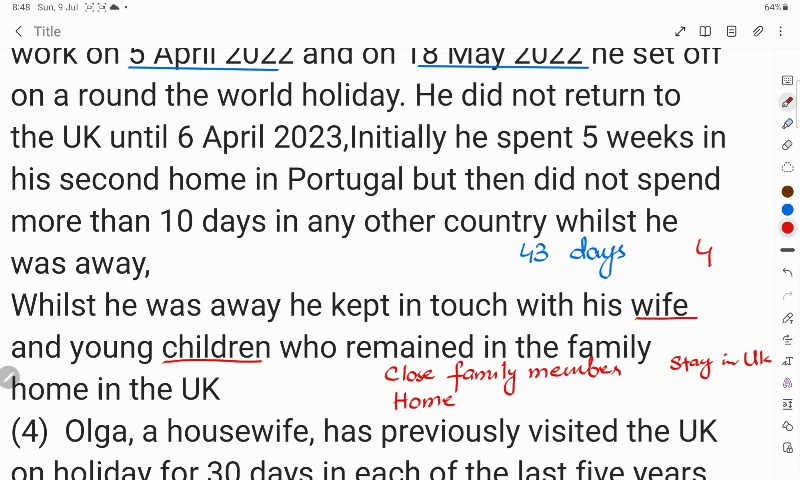 8:48 Sun, 9 Jul 64%
Title
work on 5 April 2022 and on 18 May 2022 he set off
on a round the world holiday. He did not return to
the UK until 6 April 2023,Initially he spent 5 weeks in
his second home in Portugal but then did not spend
more than 10 days in any other country whilst he
43 days 4
was away,
Whilst he was away he kept in touch with his wife
and young children who remained in the family
Close family member Stay in UK
home in the UK
Home
(4) Olga, a housewife, has previously visited the UK
on holiday for 30 days in each of the last five years